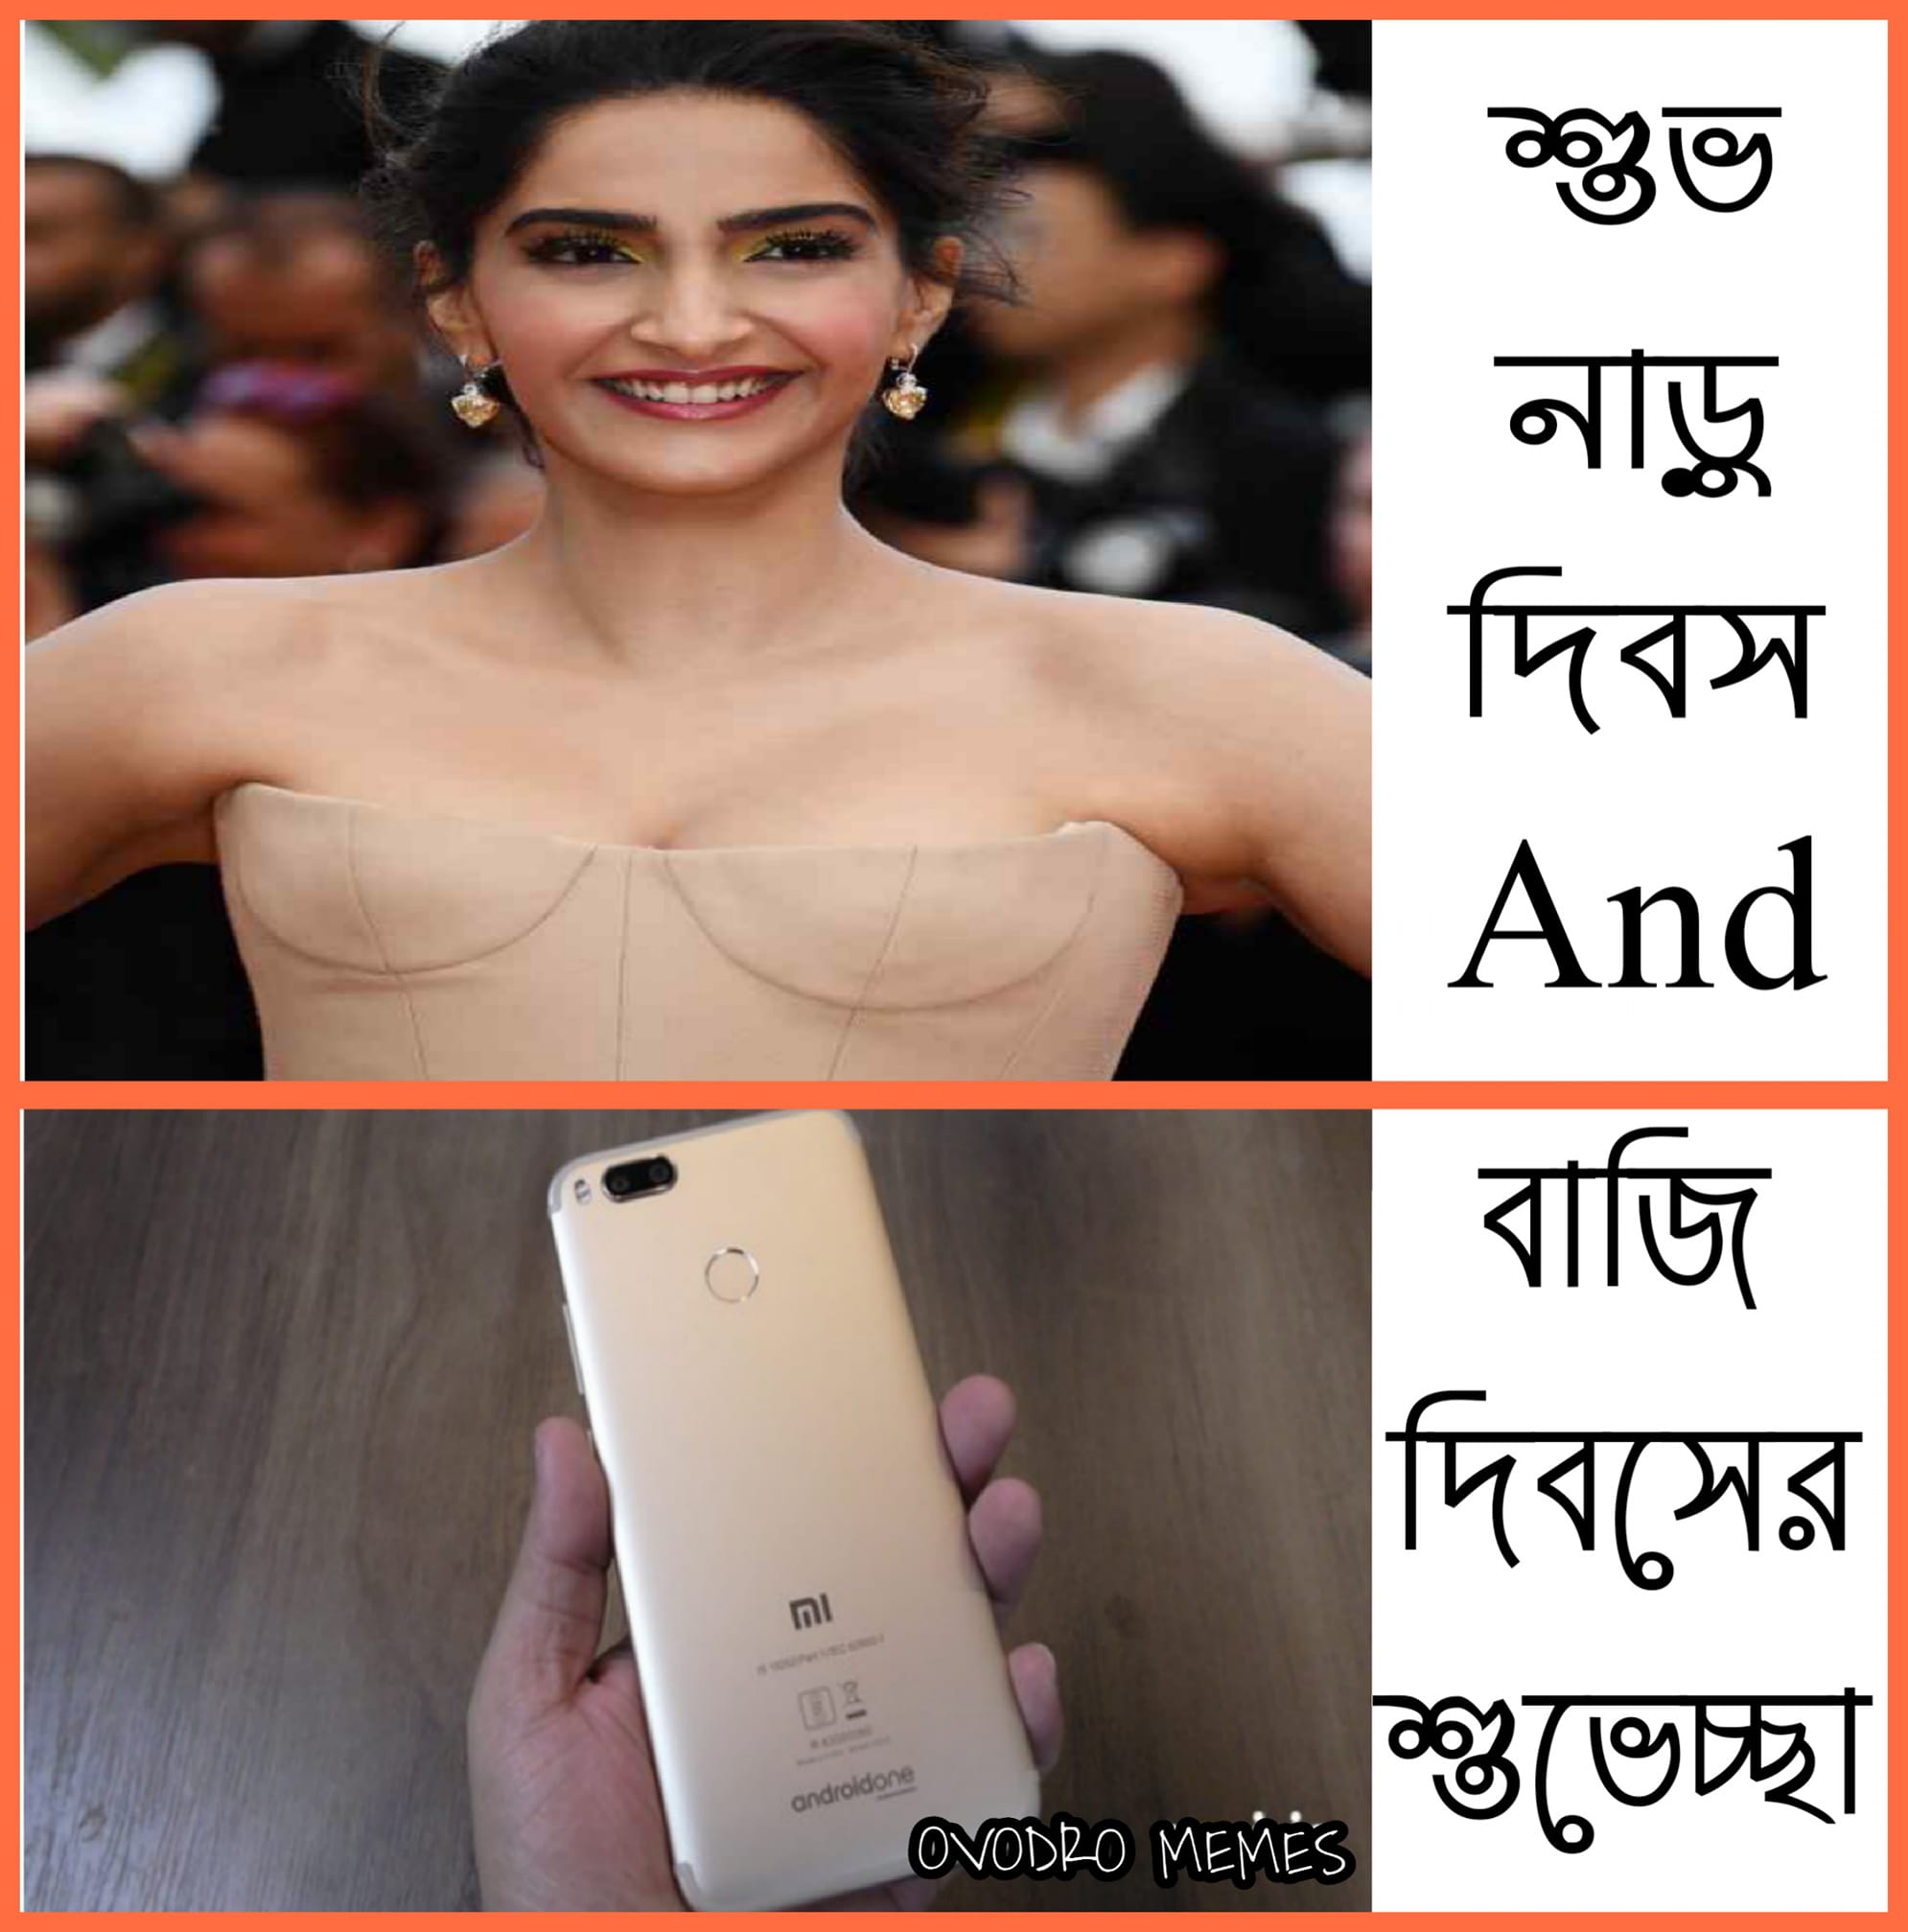 শুভ
নাড়ু
দিবস
And
বাজি
দিবসের
শুভেচ্ছা
MI
androidone
OVODRO MEMES